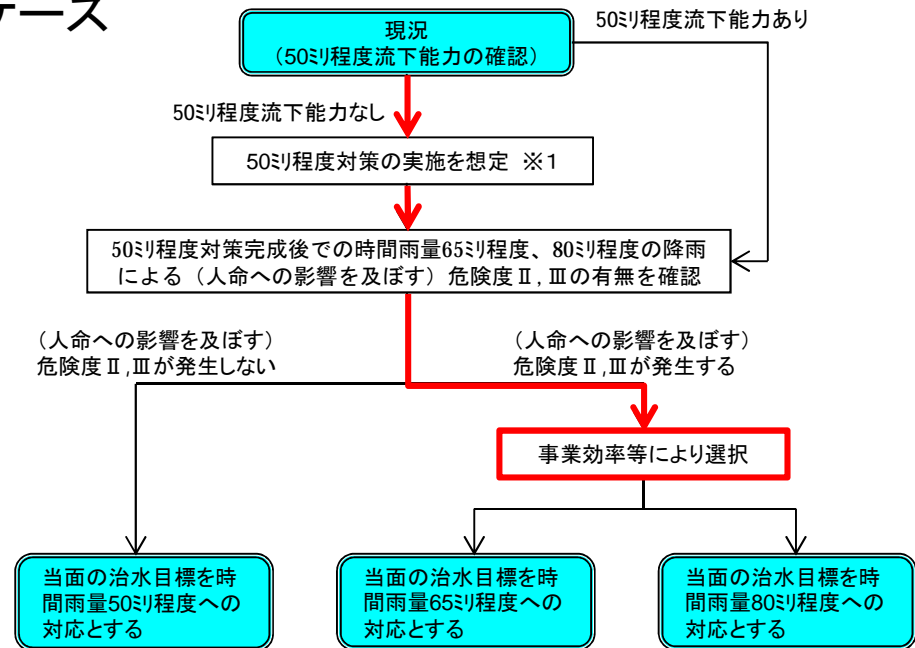 ケース
50ミリ程度流下能力あり
現況
（50ミリ程度流下能力の確認）
50ミリ程度流下能力なし
50ミリ程度対策の実施を想定 ※1
50ミリ程度対策完成後での時間雨量65ミリ程度、80ミリ程度の降雨
による（人命への影響を及ぼす）危険度Ⅱ,Ⅲの有無を確認
（人命への影響を及ぼす）
危険度Ⅱ,Ⅲが発生しない
（人命への影響を及ぼす）
危険度Ⅱ,Ⅲが発生する
事業効率等により選択
当面の治水目標を時
間雨量50ミリ程度への
対応とする
当面の治水目標を時
間雨量65ミリ程度への
対応とする
当面の治水目標を時
間雨量80ミリ程度への
対応とする